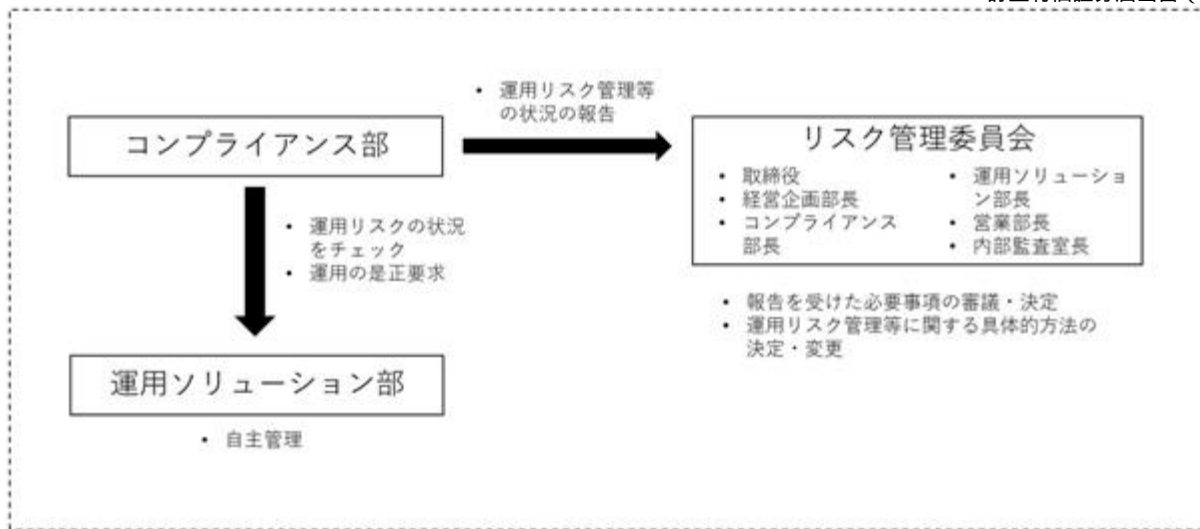 コンプライアンス部
• 運用リスク管理等
の状況の報告
リスク管理委員会
• 取締役
• 経営企画部長
• コンプライアンス
部長
• 運用ソリューショ
ン部長
• 営業部長
• 内部監査室長
• 運用リスクの状況
をチェック
• 運用の是正要求
• 報告を受けた必要事項の審議・決定
• 運用リスク管理等に関する具体的方法の
決定・変更
運用ソリューション部
• 自主管理